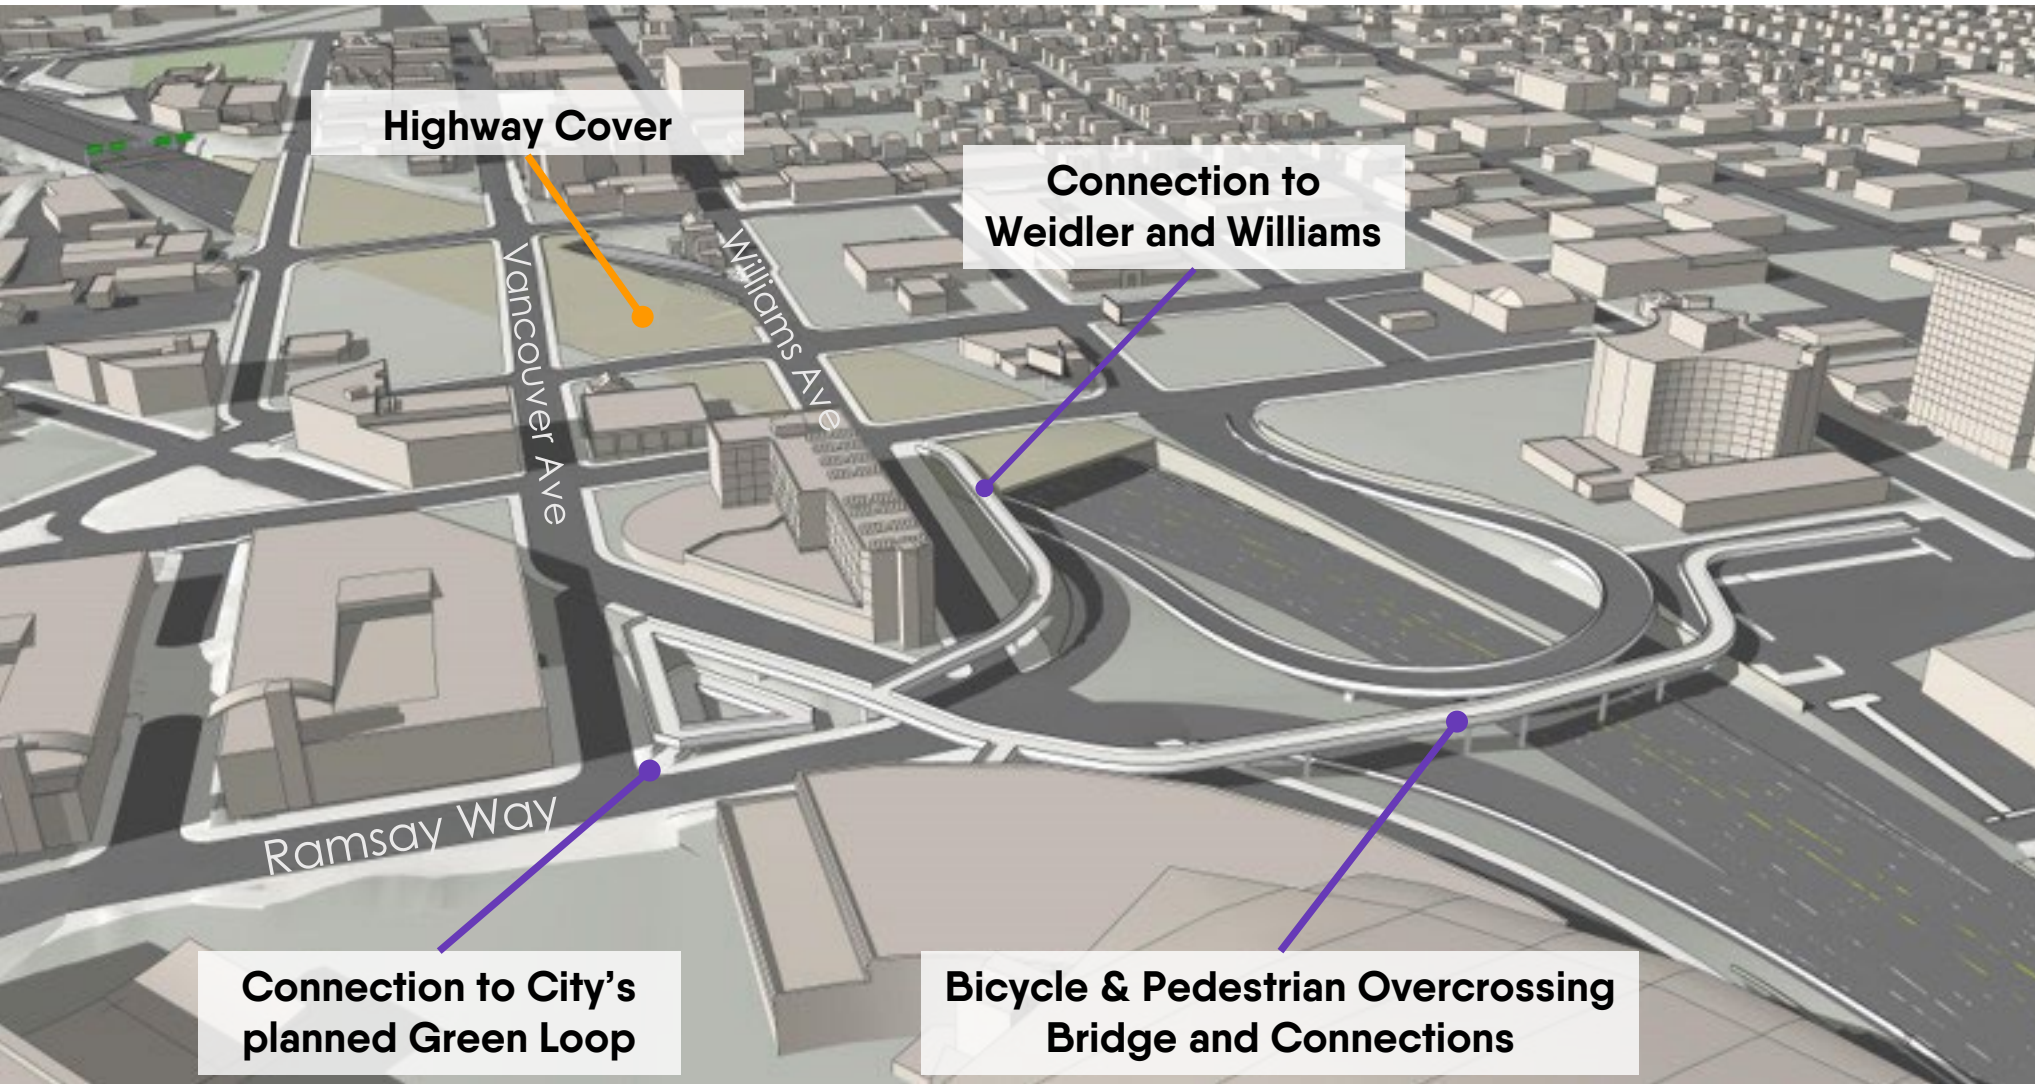 Highway Cover
Connection to
Weidler and Williams
Vancouver Ave
Williams Ave
Ramsay Way
Connection to City’s
planned Green Loop
Bicycle & Pedestrian Overcrossing
Bridge and Connections